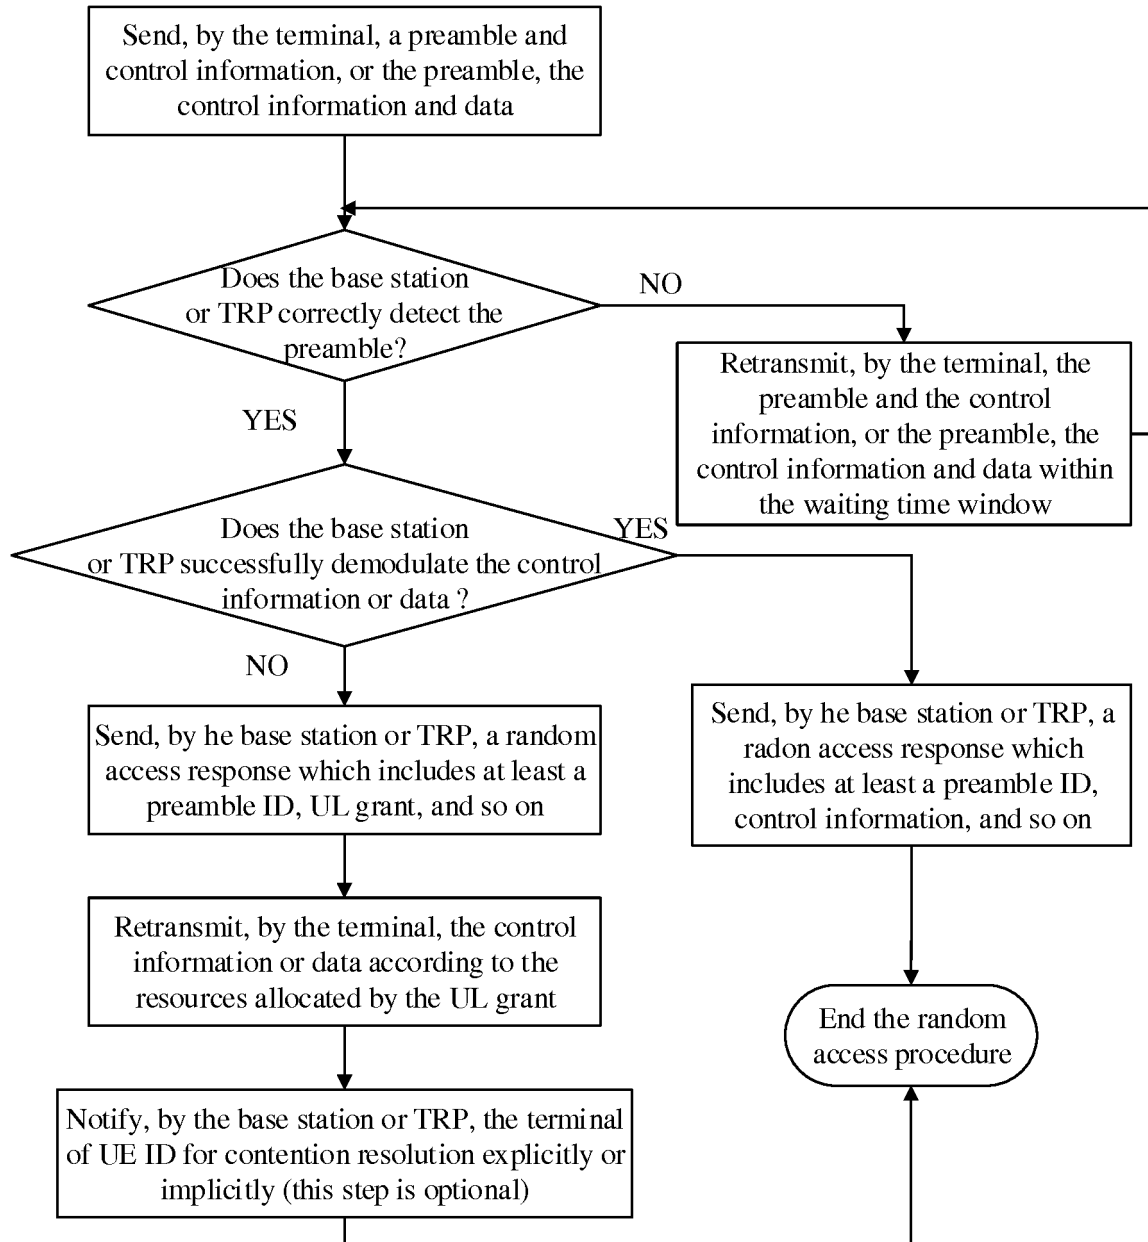 Send, by the terminal, a preamble and
control information, or the preamble, the
control information and data
Does the base station
or TRP correctly detect the
preamble?
NO
YES
Retransmit, by the terminal, the
preamble and the control
information, or the preamble, the
control information and data within
the waiting time window
Does the base station
or TRP successfully demodulate the control
information or data ?
YES
NO
Send, by he base station or TRP, a random
access response which includes at least a
preamble ID, UL grant, and so on
Send, by he base station or TRP, a
radon access response which
includes at least a preamble ID,
control information, and so on
Retransmit, by the terminal, the control
information or data according to the
resources allocated by the UL grant
End the random
access procedure
Notify, by the base station or TRP, the terminal
of UE ID for contention resolution explicitly or
implicitly (this step is optional)